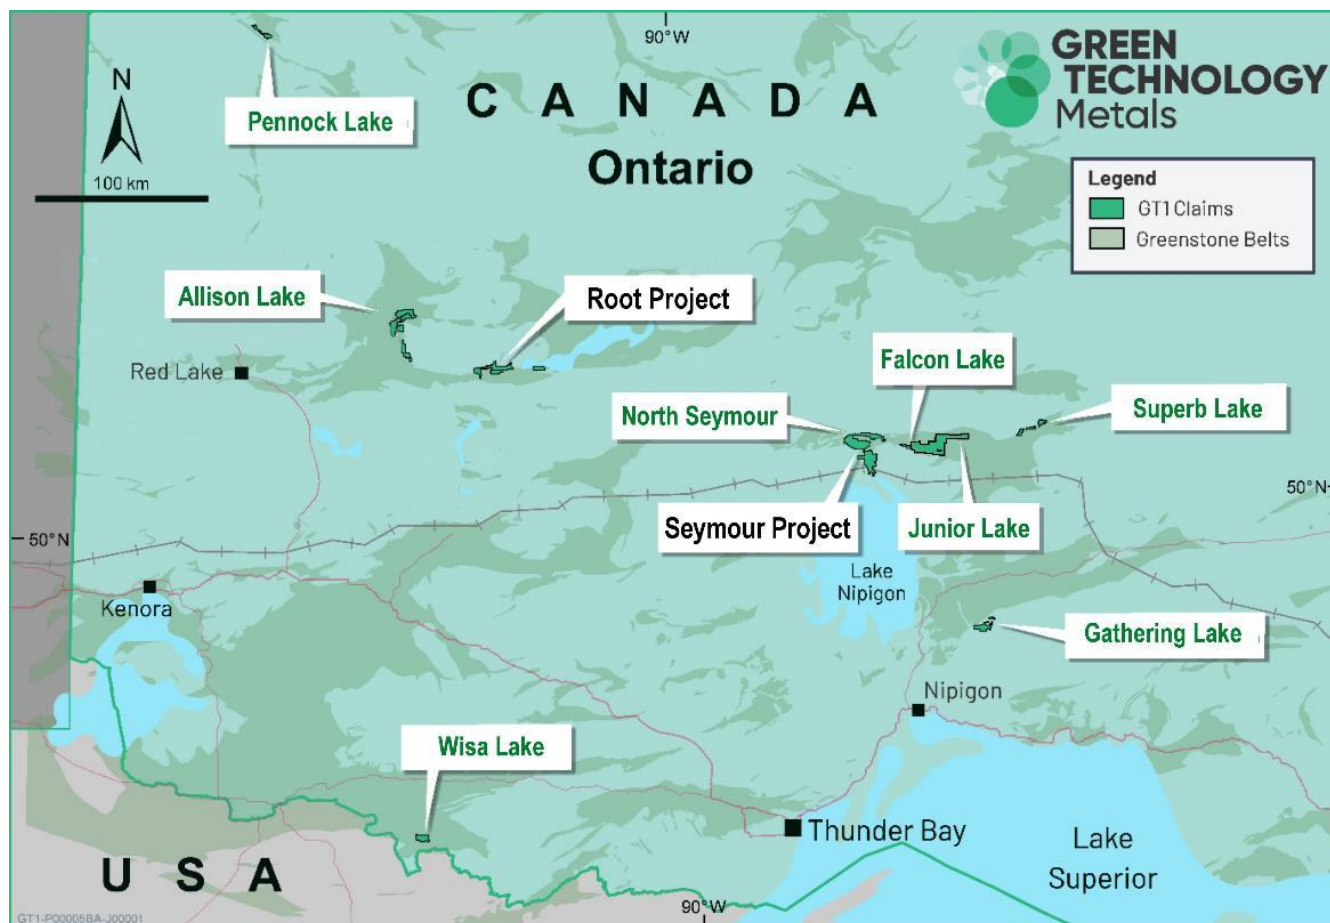 90°W
GREEN
TECHNOLOGY
Metals
N
100 km
Pennock Lake
CANADA
Ontario
Legend
GT1 Claims
Greenstone Belts
Allison Lake
Root Project
Red Lake
Falcon Lake
North Seymour
Superb Lake
50°N
Seymour Project
Junior Lake
50°N
Lake
Nipigon
Kenora
Gathering Lake
Nipigon
Wisa Lake
Thunder Bay
Lake
Superior
USA
90°W
GT1-P00005BA-J00001